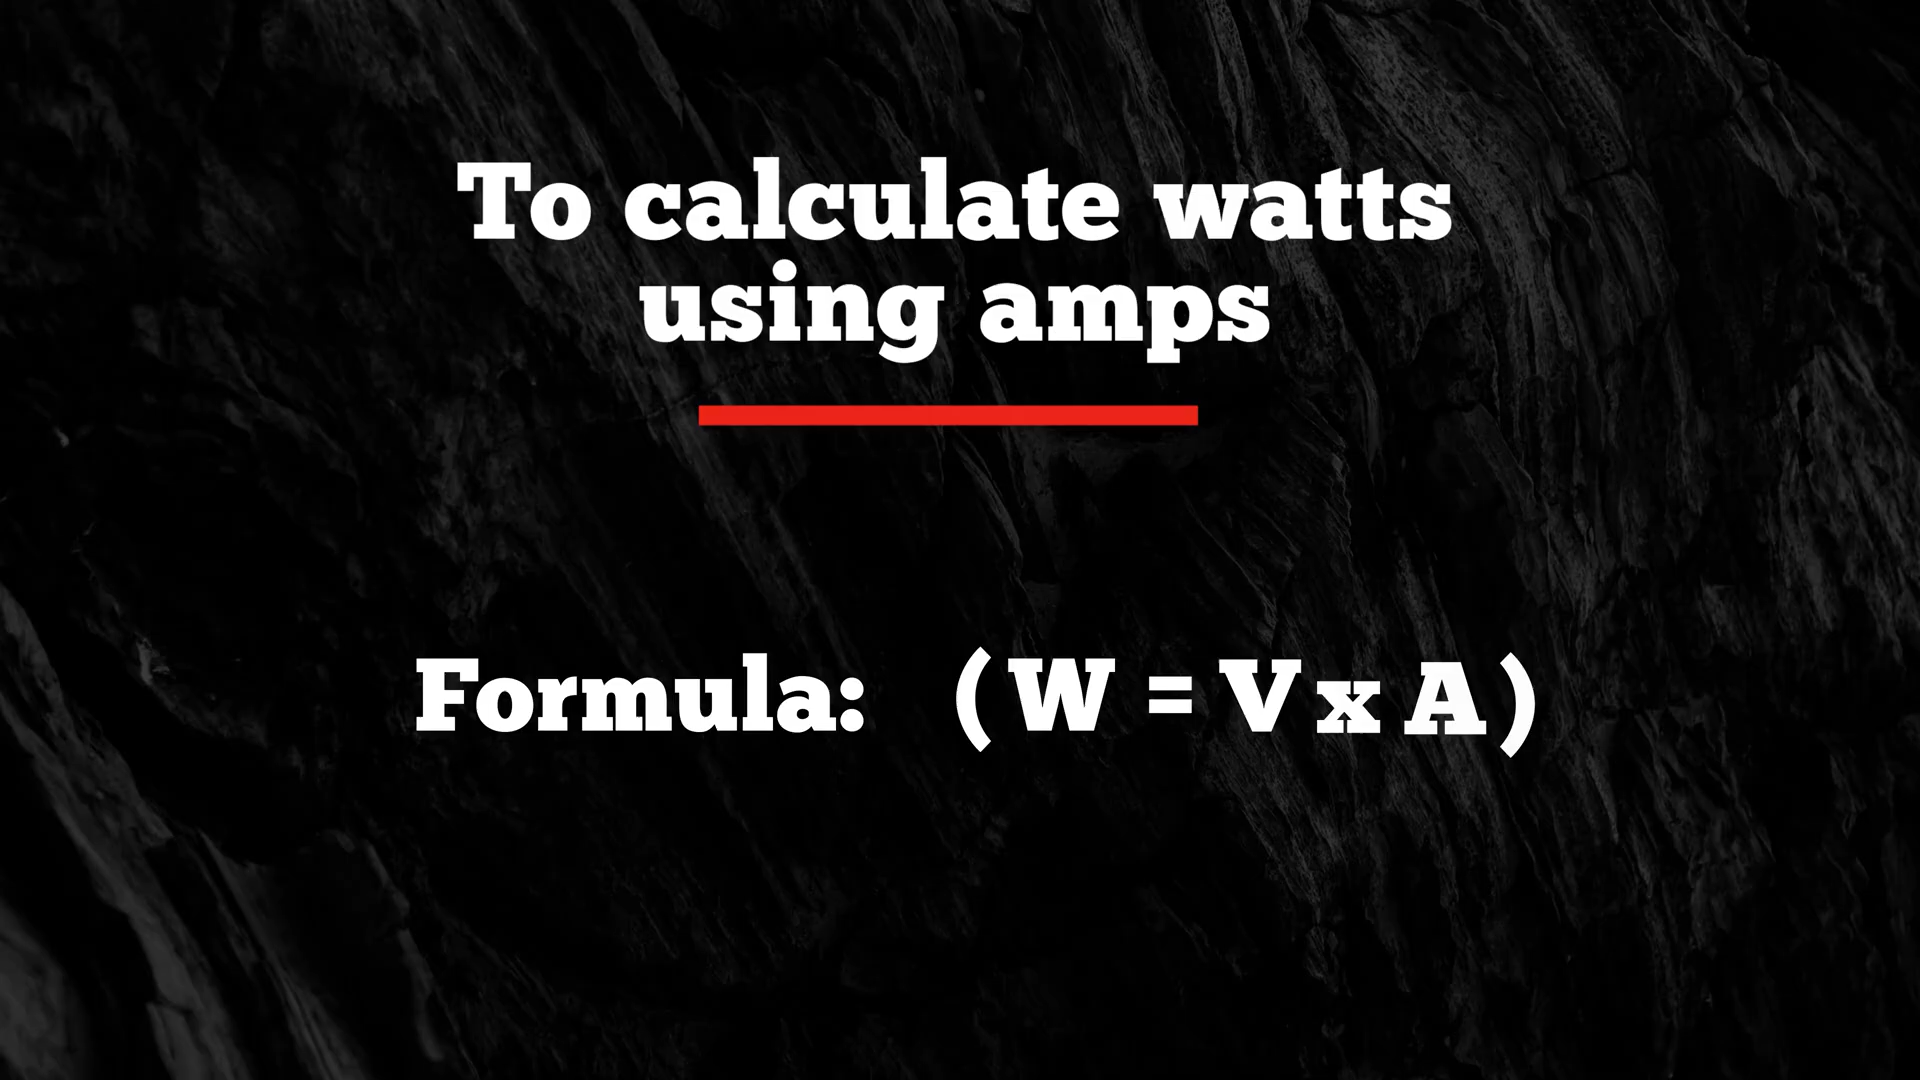 To calculate watts
using amps
Formula: ( W = V x A )